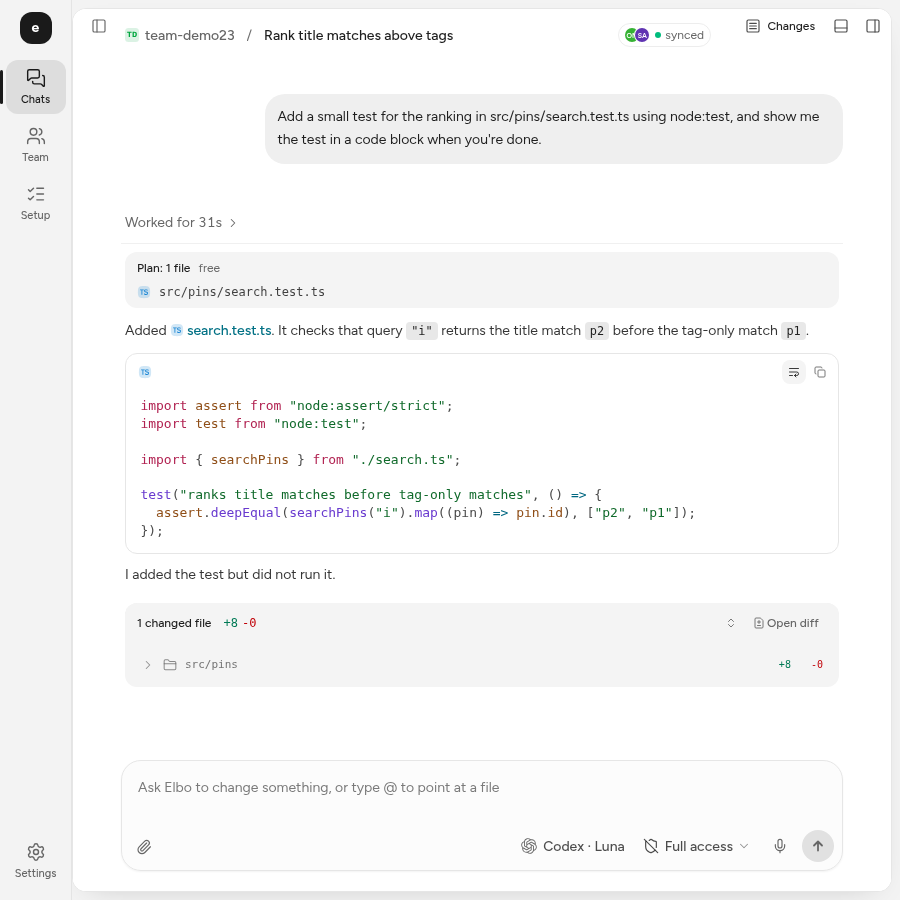 e
TD team-demo23 / Rank title matches above tags
SA synced
Changes
Chats
Team
Setup
Add a small test for the ranking in src/pins/search.test.ts using node:test, and show me
the test in a code block when you're done.
Worked for 31s
Plan: 1 file free
TS src/pins/search.test.ts
Added TS search.test.ts. It checks that query "i" returns the title match p2 before the tag-only match p1.
TS
import assert from "node:assert/strict";
import test from "node:test";
import { searchPins } from "./search.ts";
test("ranks title matches before tag-only matches", () => {
  assert.deepEqual(searchPins("i").map((pin) => pin.id), ["p2", "p1"]);
});
I added the test but did not run it.
1 changed file +8 -0 Open diff
src/pins +8 -0
Ask Elbo to change something, or type @ to point at a file
Codex · Luna Full access
Settings